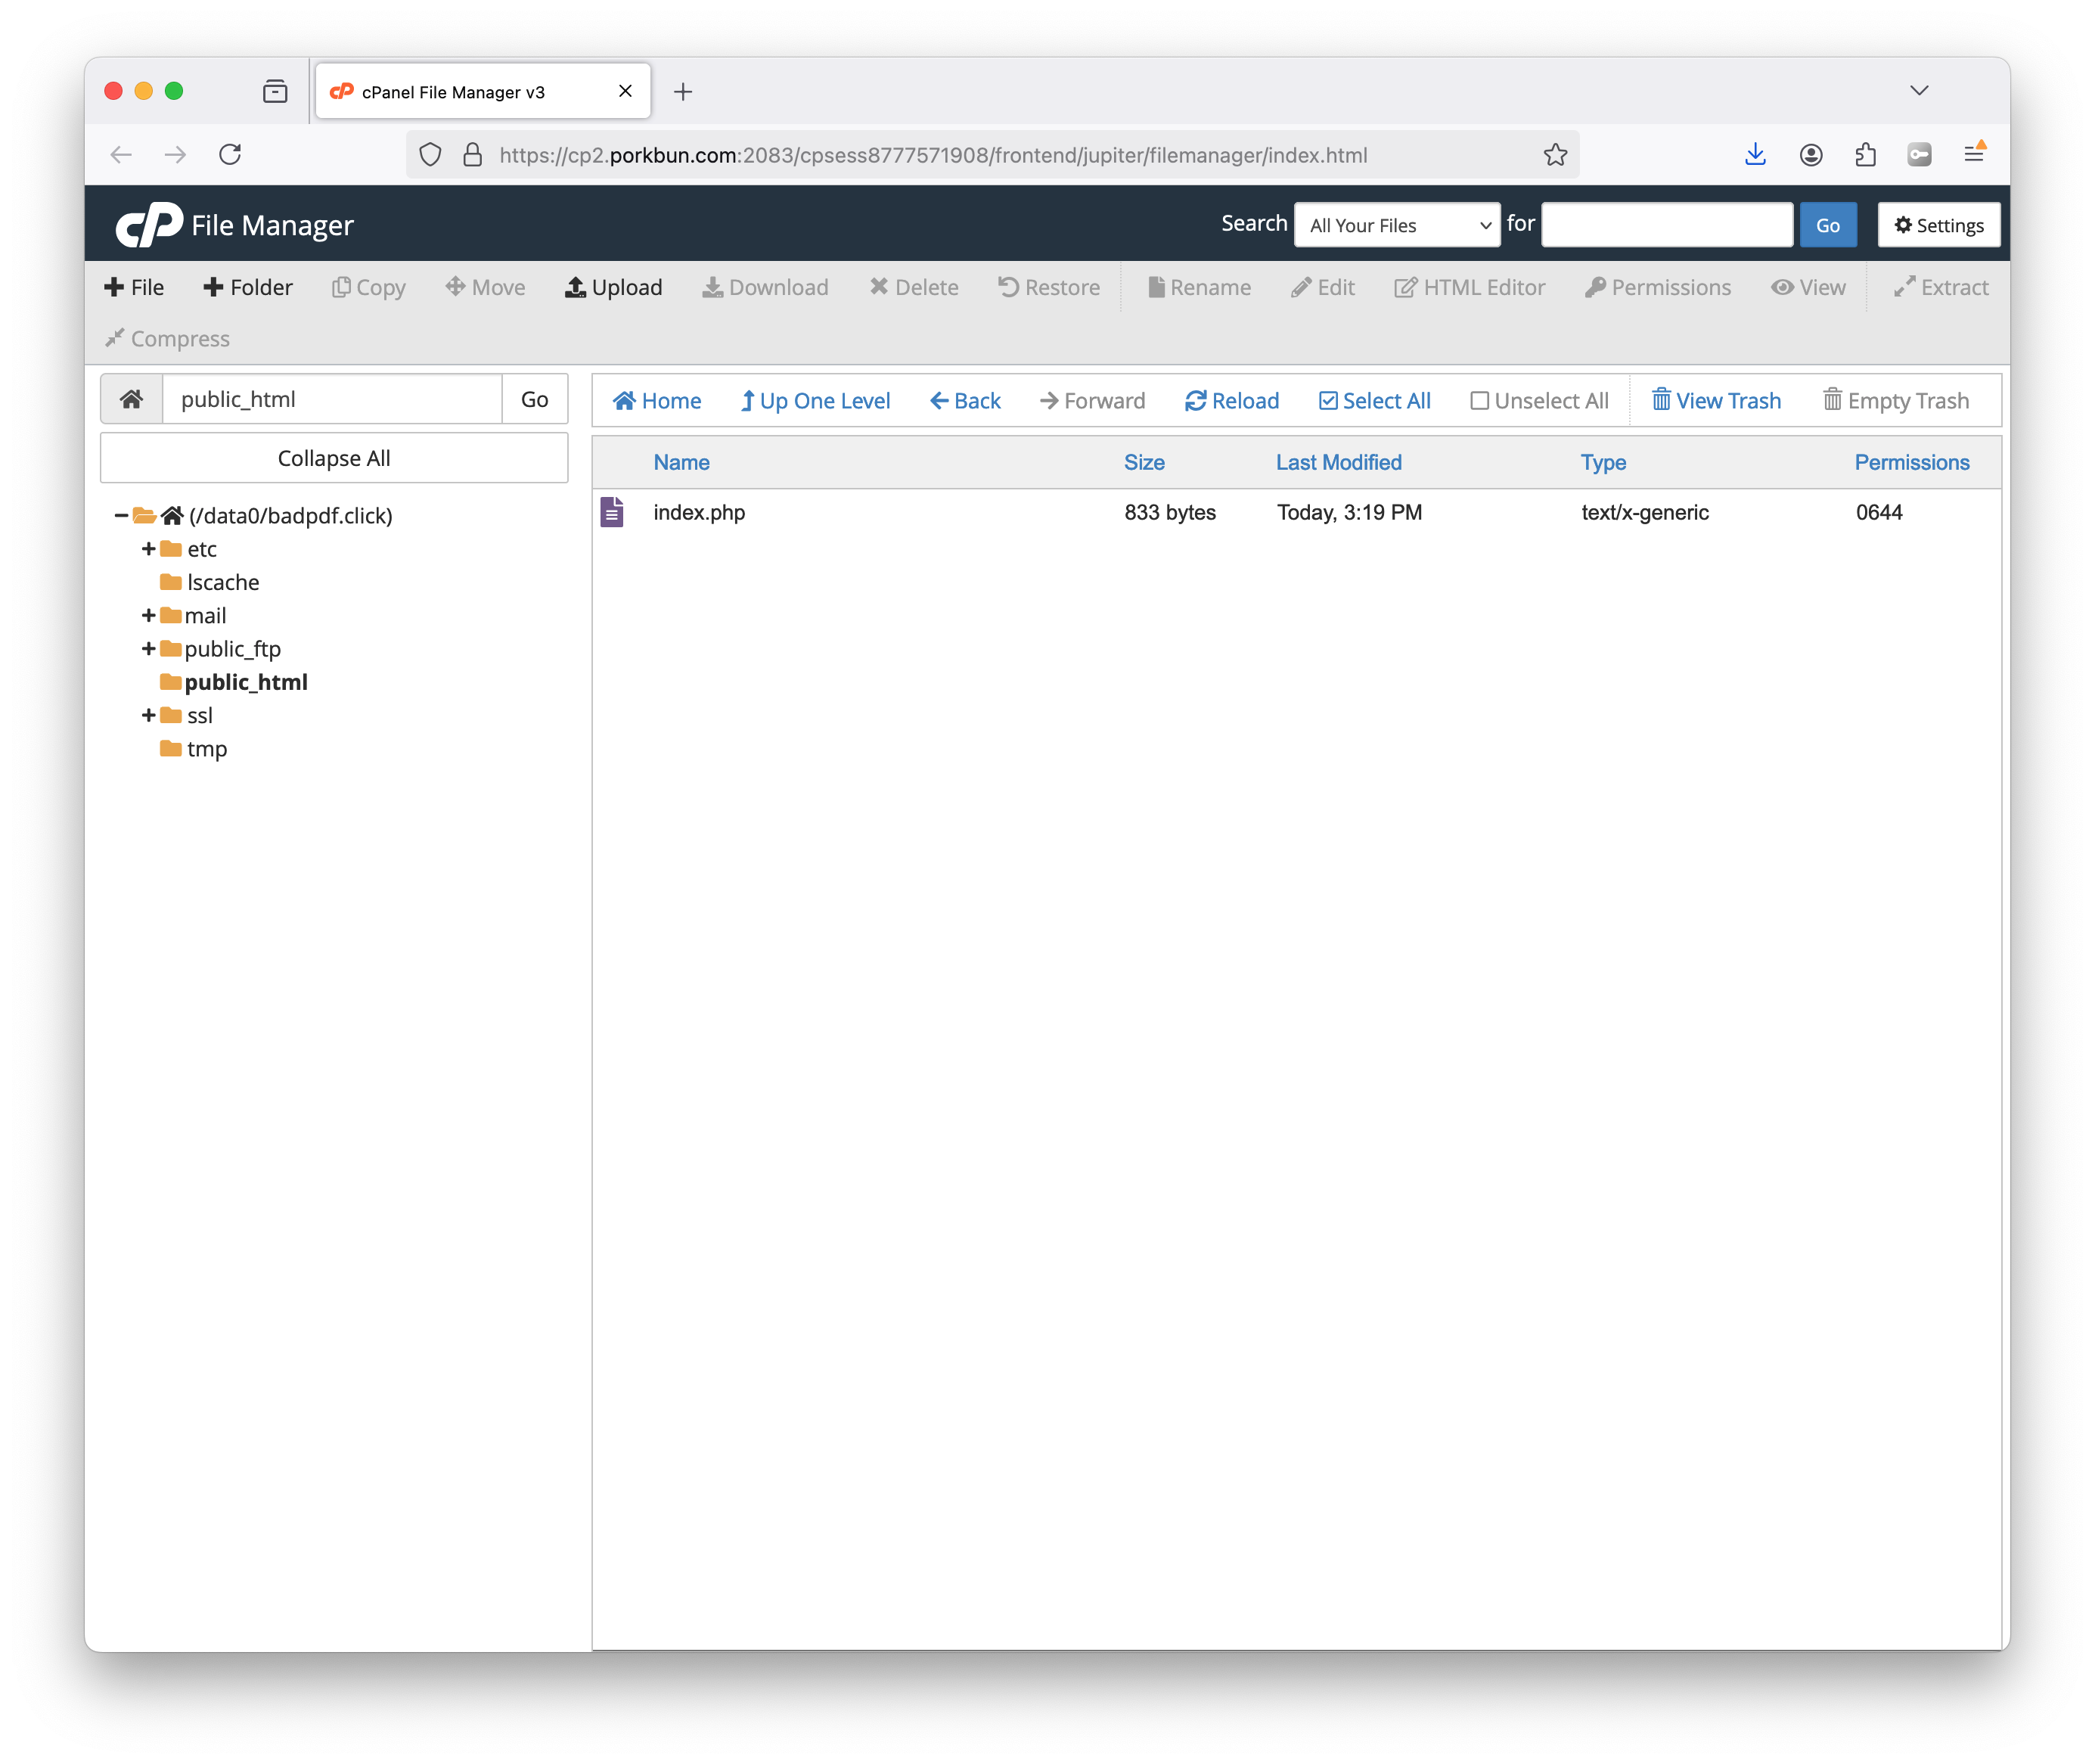 cPanel File Manager v3
https://cp2.porkbun.com:2083/cpsess8777571908/frontend/jupiter/filemanager/index.html
cP File Manager Search All Your Files for Go Settings
File Folder Copy Move Upload Download Delete Restore Rename Edit HTML Editor Permissions View Extract
Compress
public_html Go
Collapse All
(/data0/badpdf.click)
etc
lscache
mail
public_ftp
public_html
ssl
tmp
Home Up One Level Back Forward Reload Select All Unselect All View Trash Empty Trash
Name Size Last Modified Type Permissions
index.php 833 bytes Today, 3:19 PM text/x-generic 0644